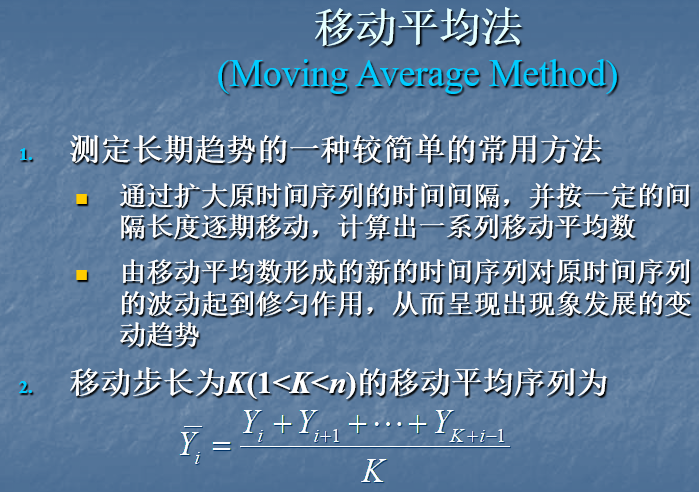 移动平均法
(Moving Average Method)
1. 测定长期趋势的一种较简单的常用方法
■ 通过扩大原时间序列的时间间隔，并按一定的间
隔长度逐期移动，计算出一系列移动平均数
■ 由移动平均数形成的新的时间序列对原时间序列
的波动起到修匀作用，从而呈现出现象发展的变
动趋势
2. 移动步长为K(1<K<n)的移动平均序列为
Ȳᵢ = (Yᵢ + Yᵢ₊₁ + ⋯ + Y_{K+i−1}) / K